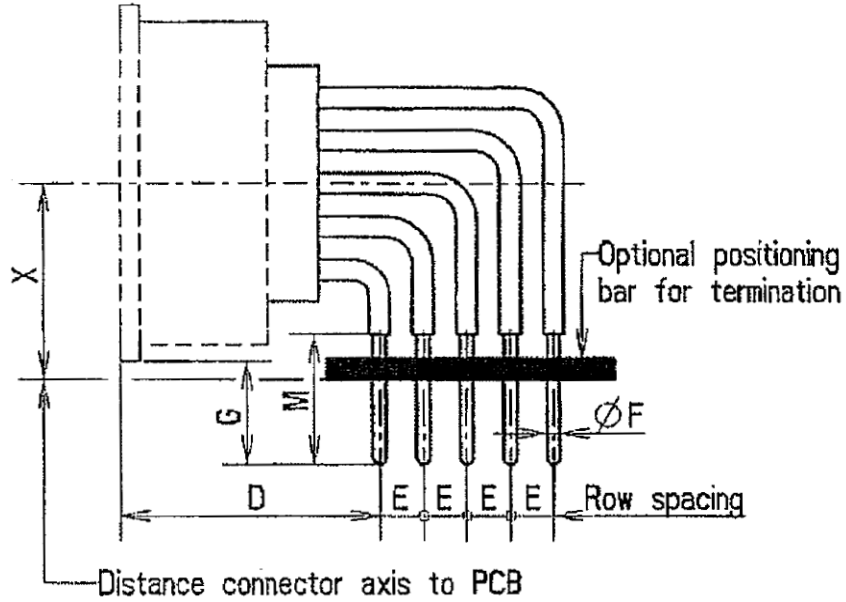 Optional positioning
bar for termination
X
G
M
ØF
D
E
E
E
E
Row spacing
Distance connector axis to PCB